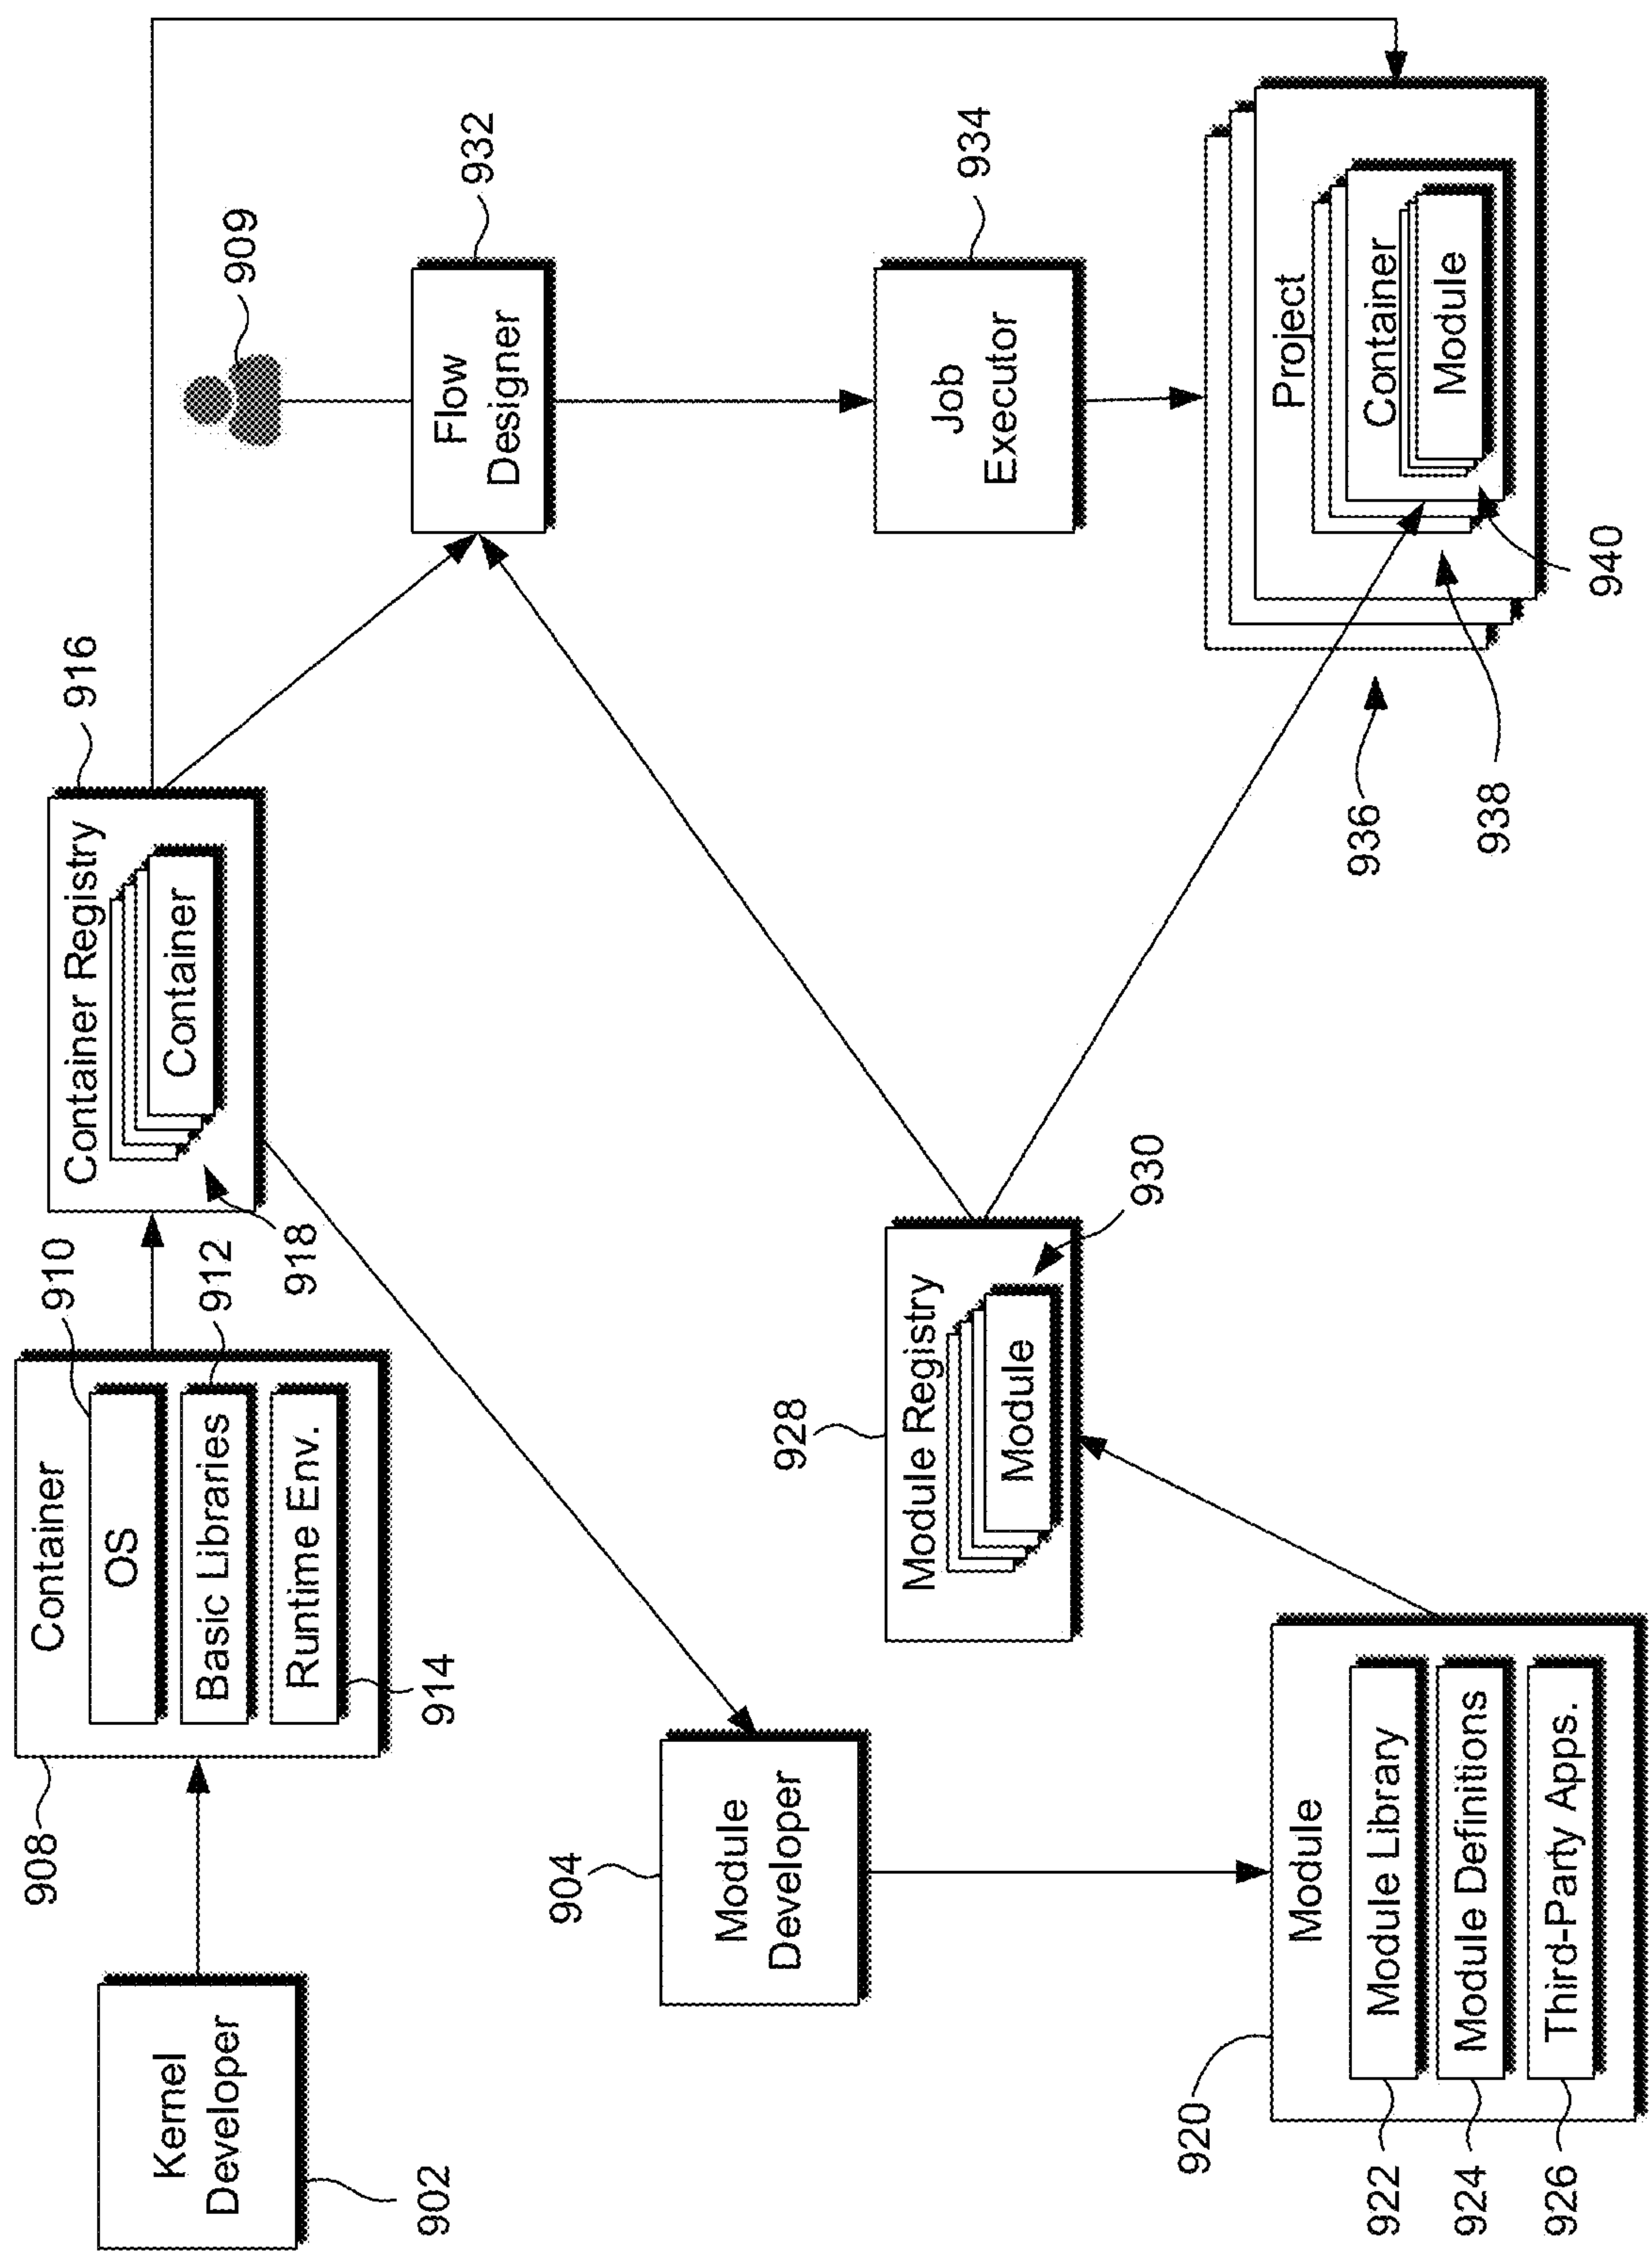 Kernel
Developer
902
908
Container
OS
Basic Libraries
Runtime Env.
910
912
914
Container Registry
Container
916
918
909
Flow
Designer
932
Module
Developer
904
Module Registry
Module
928
930
Job
Executor
934
Module
Module Library
Module Definitions
Third-Party Apps.
920
922
924
926
Project
Container
Module
936
938
940